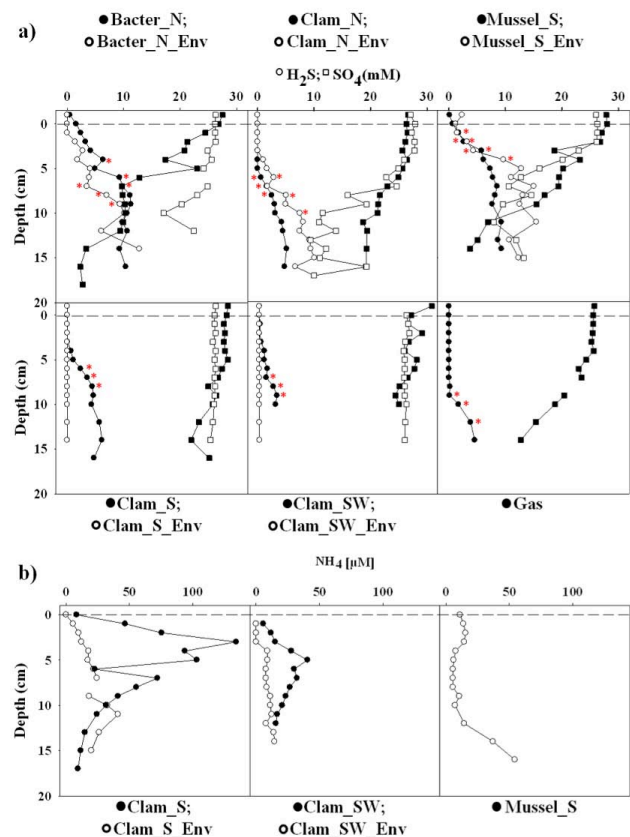 a)
●Bacter_N; ●Clam_N; ●Mussel_S;
○Bacter_N_Env ○Clam_N_Env ○Mussel_S_Env
○H₂S;□SO₄(mM)
0 10 20 30 0 10 20 30 0 10 20 30
Depth (cm)
0
5
10
15
20
Depth (cm)
0
5
10
15
20
●Clam_S; ●Clam_SW; ●Gas
○Clam_S_Env ○Clam_SW_Env
b)
NH₄ [µM]
0 50 100 0 50 100 0 50 100
Depth (cm)
0
5
10
15
20
●Clam_S; ●Clam_SW; ●Mussel_S
○Clam_S_Env ○Clam_SW_Env